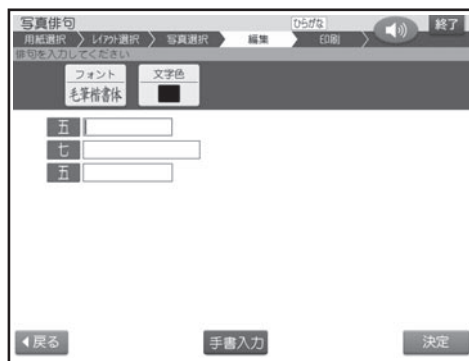 写真俳句
ひらがな
終了
用紙選択 レイアウト選択 写真選択 編集 印刷
俳句を入力してください
フォント 文字色
毛筆楷書体
五
七
五
戻る 手書入力 決定